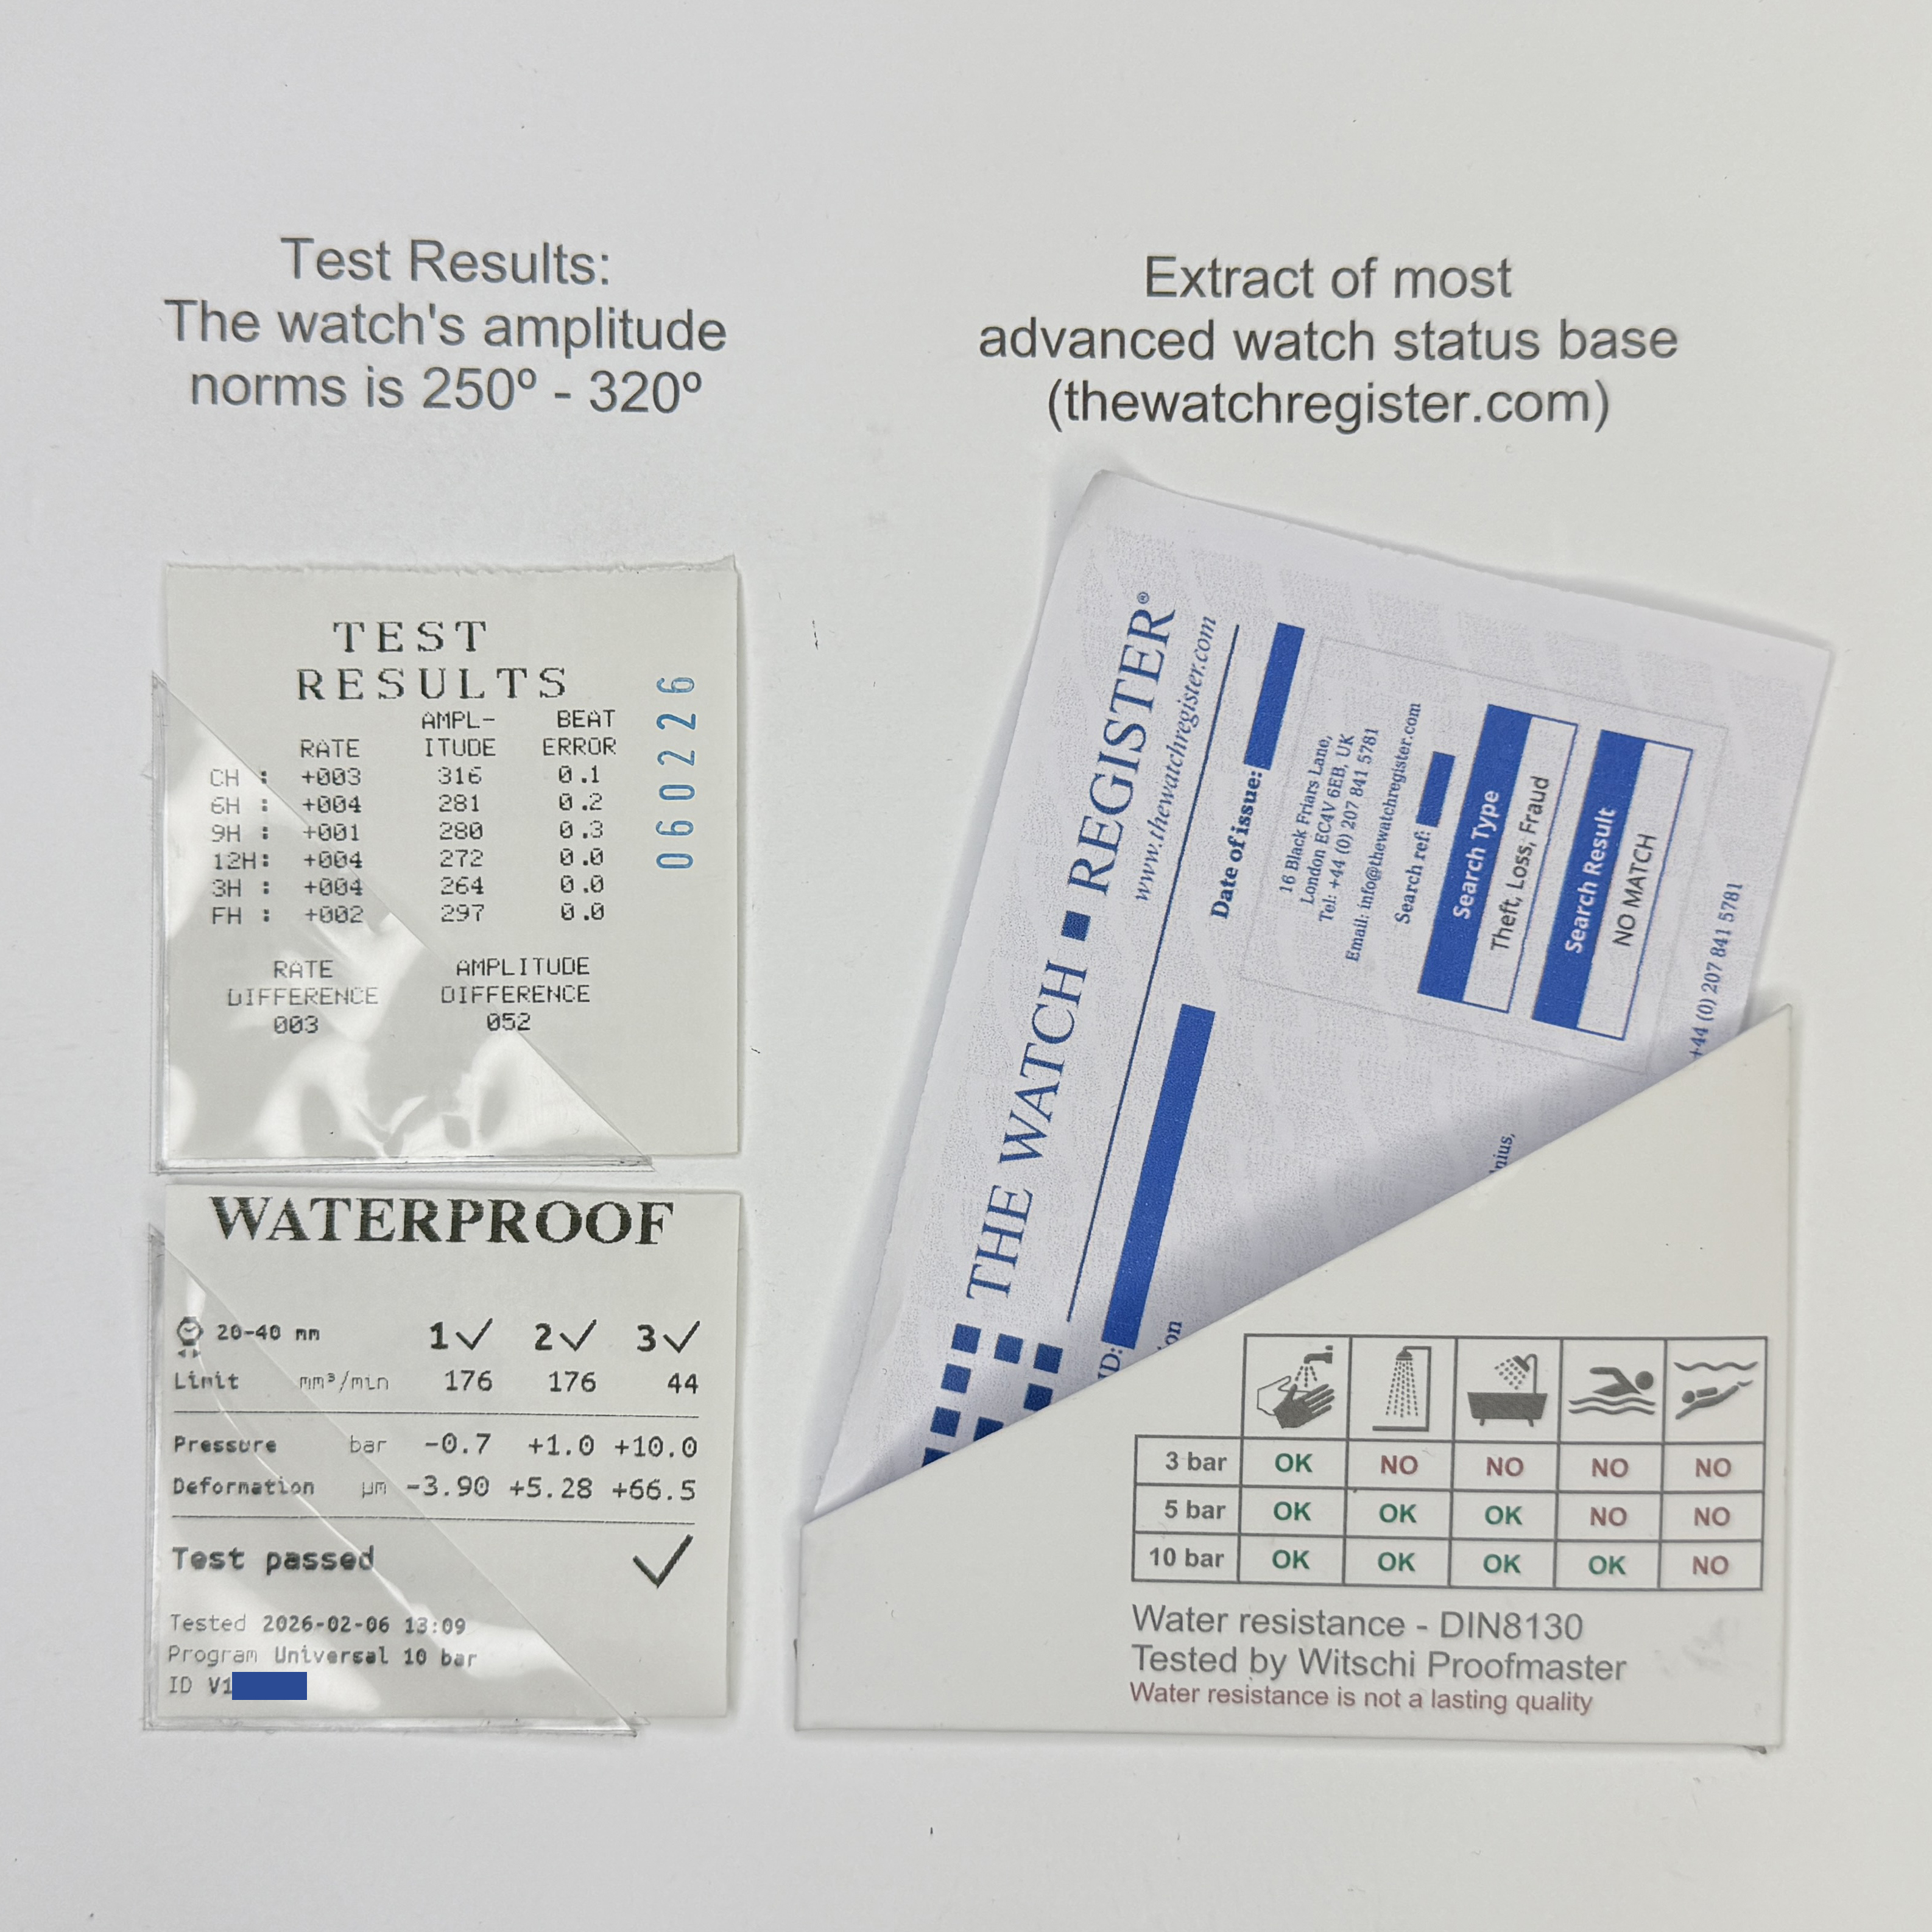 Test Results:
The watch's amplitude
norms is 250º - 320º
TEST
RESULTS
AMPL- BEAT
RATE ITUDE ERROR
CH : +003 316 0.1
6H : +004 281 0.2
9H : +001 280 0.3
12H: +004 272 0.0
3H : +004 264 0.0
FH : +002 297 0.0
RATE AMPLITUDE
DIFFERENCE DIFFERENCE
003 052
060226
WATERPROOF
20-40 mm 1 2 3
Limit mm³/min 176 176 44
Pressure bar -0.7 +1.0 +10.0
Deformation µm -3.90 +5.28 +66.5
Test passed
Tested 2026-02-06 13:09
Program Universal 10 bar
ID V1
Extract of most
advanced watch status base
(thewatchregister.com)
THE WATCH REGISTER®
www.thewatchregister.com
Date of issue:
16 Black Friars Lane,
London EC4V 6EB, UK
Tel: +44 (0) 207 841 5781
Email: info@thewatchregister.com
Search ref:
Search Type
Theft, Loss, Fraud
Search Result
NO MATCH
+44 (0) 207 841 5781
ID:
3 bar OK NO NO NO NO
5 bar OK OK OK NO NO
10 bar OK OK OK OK NO
Water resistance - DIN8130
Tested by Witschi Proofmaster
Water resistance is not a lasting quality